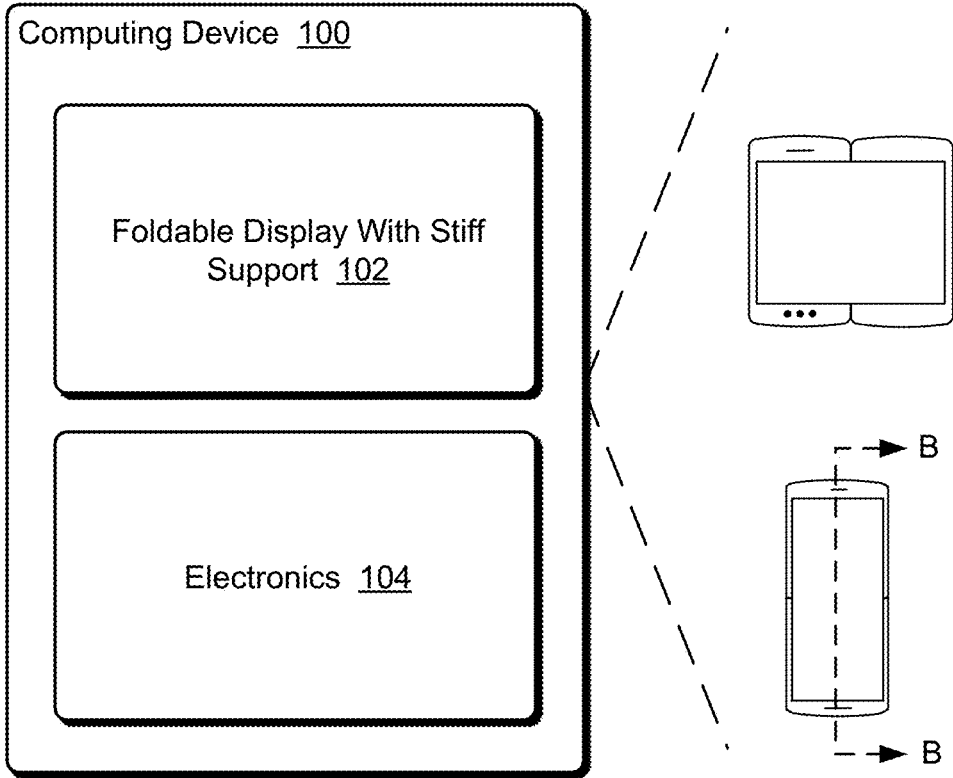 Computing Device 100
Foldable Display With Stiff
Support 102
Electronics 104
B
B